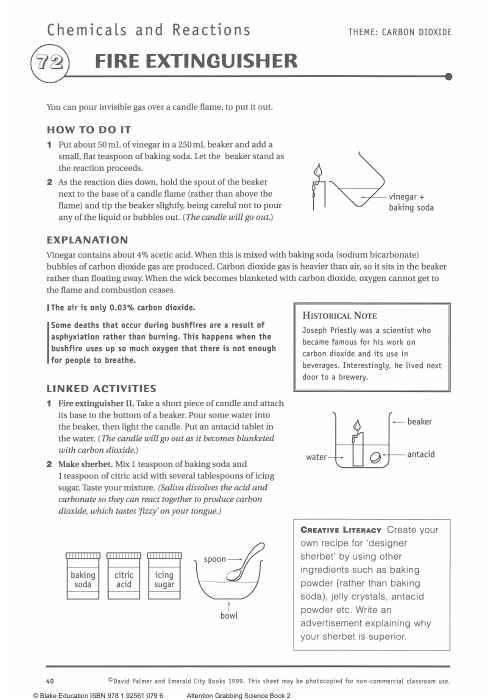 Chemicals and Reactions
THEME: CARBON DIOXIDE
72
FIRE EXTINGUISHER
You can pour invisible gas over a candle flame, to put it out.
HOW TO DO IT
1 Put about 50 mL of vinegar in a 250 mL beaker and add a
small, flat teaspoon of baking soda. Let the beaker stand as
the reaction proceeds.
2 As the reaction dies down, hold the spout of the beaker
next to the base of a candle flame (rather than above the
flame) and tip the beaker slightly, being careful not to pour
any of the liquid or bubbles out. (The candle will go out.)
vinegar +
baking soda
EXPLANATION
Vinegar contains about 4% acetic acid. When this is mixed with baking soda (sodium bicarbonate)
bubbles of carbon dioxide gas are produced. Carbon dioxide gas is heavier than air, so it sits in the beaker
rather than floating away. When the wick becomes blanketed with carbon dioxide, oxygen cannot get to
the flame and combustion ceases.
The air is only 0.03% carbon dioxide.
Some deaths that occur during bushfires are a result of
asphyxiation rather than burning. This happens when the
bushfire uses up so much oxygen that there is not enough
for people to breathe.
HISTORICAL NOTE
Joseph Priestly was a scientist who
became famous for his work on
carbon dioxide and its use in
beverages. Interestingly, he lived next
door to a brewery.
LINKED ACTIVITIES
1 Fire extinguisher II. Take a short piece of candle and attach
its base to the bottom of a beaker. Pour some water into
the beaker, then light the candle. Put an antacid tablet in
the water. (The candle will go out as it becomes blanketed
with carbon dioxide.)
2 Make sherbet. Mix 1 teaspoon of baking soda and
1 teaspoon of citric acid with several tablespoons of icing
sugar. Taste your mixture. (Saliva dissolves the acid and
carbonate so they can react together to produce carbon
dioxide, which tastes 'fizzy' on your tongue.)
beaker
water
antacid
baking
soda
citric
acid
icing
sugar
spoon
bowl
CREATIVE LITERACY Create your
own recipe for 'designer
sherbet' by using other
ingredients such as baking
powder (rather than baking
soda), jelly crystals, antacid
powder etc. Write an
advertisement explaining why
your sherbet is superior.
40
©David Palmer and Emerald City Books 1999. This sheet may be photocopied for non-commercial classroom use.
© Blake Education ISBN 978 1 92561 079 6 Attention Grabbing Science Book 2